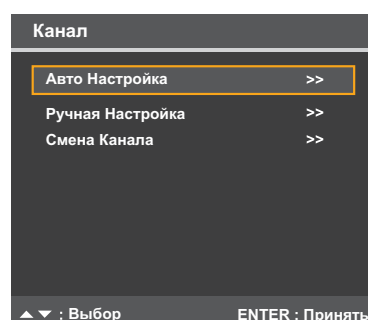 Канал
Авто Настройка >>
Ручная Настройка >>
Смена Канала >>
▲ ▼ : Выбор ENTER : Принять